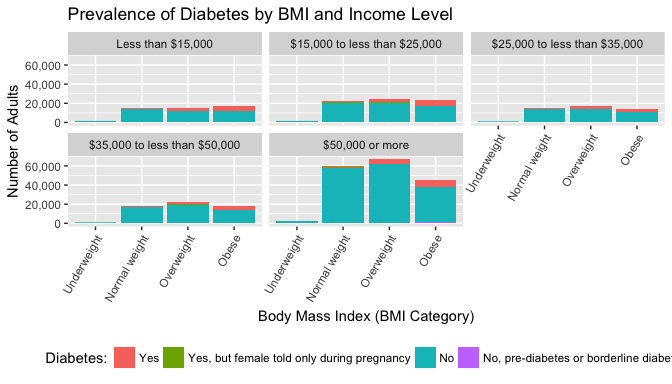 Prevalence of Diabetes by BMI and Income Level
Less than $15,000
$15,000 to less than $25,000
$25,000 to less than $35,000
60,000
40,000
20,000
0
$35,000 to less than $50,000
$50,000 or more
60,000
40,000
20,000
0
Number of Adults
Underweight
Normal weight
Overweight
Obese
Underweight
Normal weight
Overweight
Obese
Underweight
Normal weight
Overweight
Obese
Body Mass Index (BMI Category)
Diabetes: Yes Yes, but female told only during pregnancy No No, pre-diabetes or borderline diabet